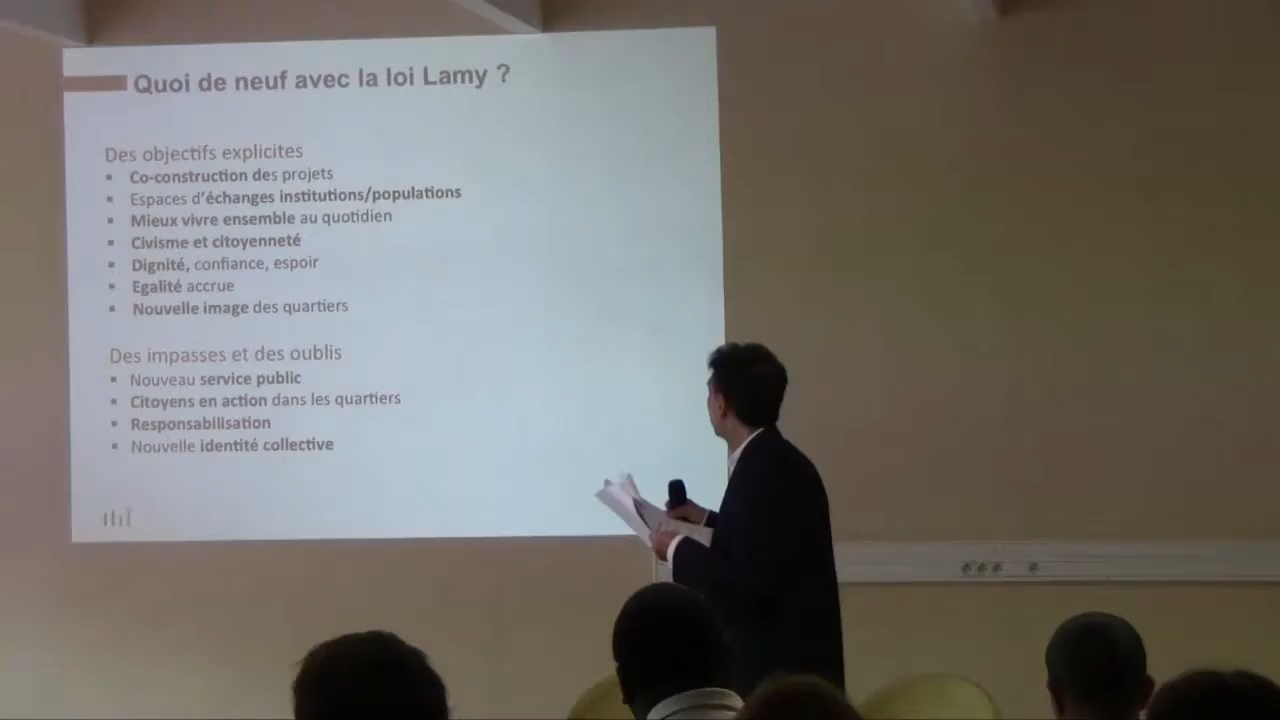 Quoi de neuf avec la loi Lamy ?
Des objectifs explicites
▪ Co-construction des projets
▪ Espaces d'échanges institutions/populations
▪ Mieux vivre ensemble au quotidien
▪ Civisme et citoyenneté
▪ Dignité, confiance, espoir
▪ Egalité accrue
▪ Nouvelle image des quartiers
Des impasses et des oublis
▪ Nouveau service public
▪ Citoyens en action dans les quartiers
▪ Responsabilisation
▪ Nouvelle identité collective